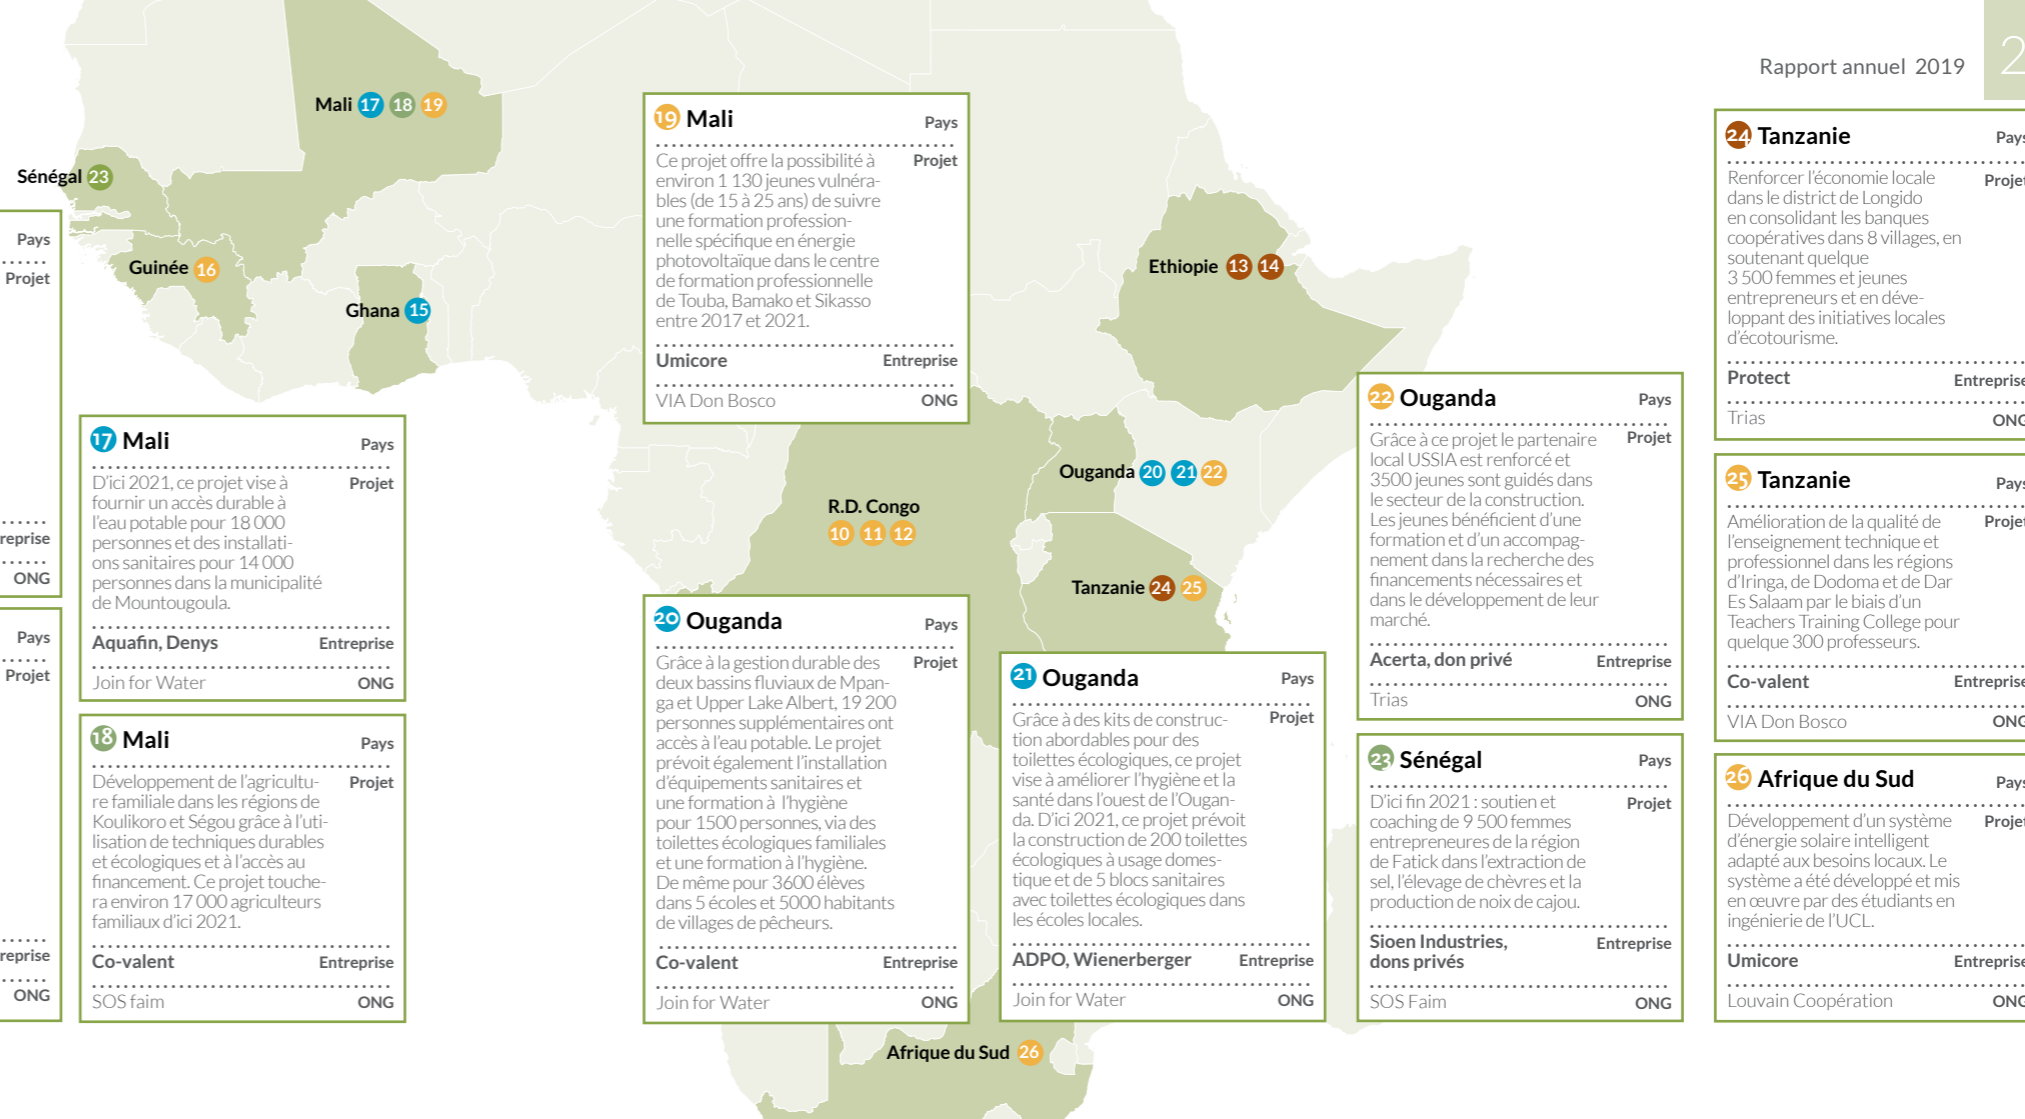 Rapport annuel 2019
2
Mali 17 18 19
Sénégal 23
Guinée 16
Ghana 15
Ethiopie 13 14
Ouganda 20 21 22
R.D. Congo
10 11 12
Tanzanie 24 25
Afrique du Sud 26
Pays
Projet
reprise
ONG
Pays
Projet
reprise
ONG
17 Mali Pays
D'ici 2021, ce projet vise à Projet
fournir un accès durable à
l'eau potable pour 18 000
personnes et des installati-
ons sanitaires pour 14 000
personnes dans la municipalité
de Mountougoula.
Aquafin, Denys Entreprise
Join for Water ONG
18 Mali Pays
Développement de l'agricultu- Projet
re familiale dans les régions de
Koulikoro et Ségou grâce à l'uti-
lisation de techniques durables
et écologiques et à l'accès au
financement. Ce projet touche-
ra environ 17 000 agriculteurs
familiaux d'ici 2021.
Co-valent Entreprise
SOS faim ONG
19 Mali Pays
Ce projet offre la possibilité à Projet
environ 1 130 jeunes vulnéra-
bles (de 15 à 25 ans) de suivre
une formation profession-
nelle spécifique en énergie
photovoltaïque dans le centre
de formation professionnelle
de Touba, Bamako et Sikasso
entre 2017 et 2021.
Umicore Entreprise
VIA Don Bosco ONG
20 Ouganda Pays
Grâce à la gestion durable des Projet
deux bassins fluviaux de Mpan-
ga et Upper Lake Albert, 19 200
personnes supplémentaires ont
accès à l'eau potable. Le projet
prévoit également l'installation
d'équipements sanitaires et
une formation à l'hygiène
pour 1500 personnes, via des
toilettes écologiques familiales
et une formation à l'hygiène.
De même pour 3600 élèves
dans 5 écoles et 5000 habitants
de villages de pêcheurs.
Co-valent Entreprise
Join for Water ONG
21 Ouganda Pays
Grâce à des kits de construc- Projet
tion abordables pour des
toilettes écologiques, ce projet
vise à améliorer l'hygiène et la
santé dans l'ouest de l'Ougan-
da. D'ici 2021, ce projet prévoit
la construction de 200 toilettes
écologiques à usage domes-
tique et de 5 blocs sanitaires
avec toilettes écologiques dans
les écoles locales.
ADPO, Wienerberger Entreprise
Join for Water ONG
22 Ouganda Pays
Grâce à ce projet le partenaire Projet
local USSIA est renforcé et
3500 jeunes sont guidés dans
le secteur de la construction.
Les jeunes bénéficient d'une
formation et d'un accompag-
nement dans la recherche des
financements nécessaires et
dans le développement de leur
marché.
Acerta, don privé Entreprise
Trias ONG
23 Sénégal Pays
D'ici fin 2021 : soutien et Projet
coaching de 9 500 femmes
entrepreneures de la région
de Fatick dans l'extraction de
sel, l'élevage de chèvres et la
production de noix de cajou.
Sioen Industries, Entreprise
dons privés
SOS Faim ONG
24 Tanzanie Pays
Renforcer l'économie locale Projet
dans le district de Longido
en consolidant les banques
coopératives dans 8 villages, en
soutenant quelque
3 500 femmes et jeunes
entrepreneurs et en déve-
loppant des initiatives locales
d'écotourisme.
Protect Entreprise
Trias ONG
25 Tanzanie Pays
Amélioration de la qualité de Projet
l'enseignement technique et
professionnel dans les régions
d'Iringa, de Dodoma et de Dar
Es Salaam par le biais d'un
Teachers Training College pour
quelque 300 professeurs.
Co-valent Entreprise
VIA Don Bosco ONG
26 Afrique du Sud Pays
Développement d'un système Projet
d'énergie solaire intelligent
adapté aux besoins locaux. Le
système a été développé et mis
en œuvre par des étudiants en
ingénierie de l'UCL.
Umicore Entreprise
Louvain Coopération ONG